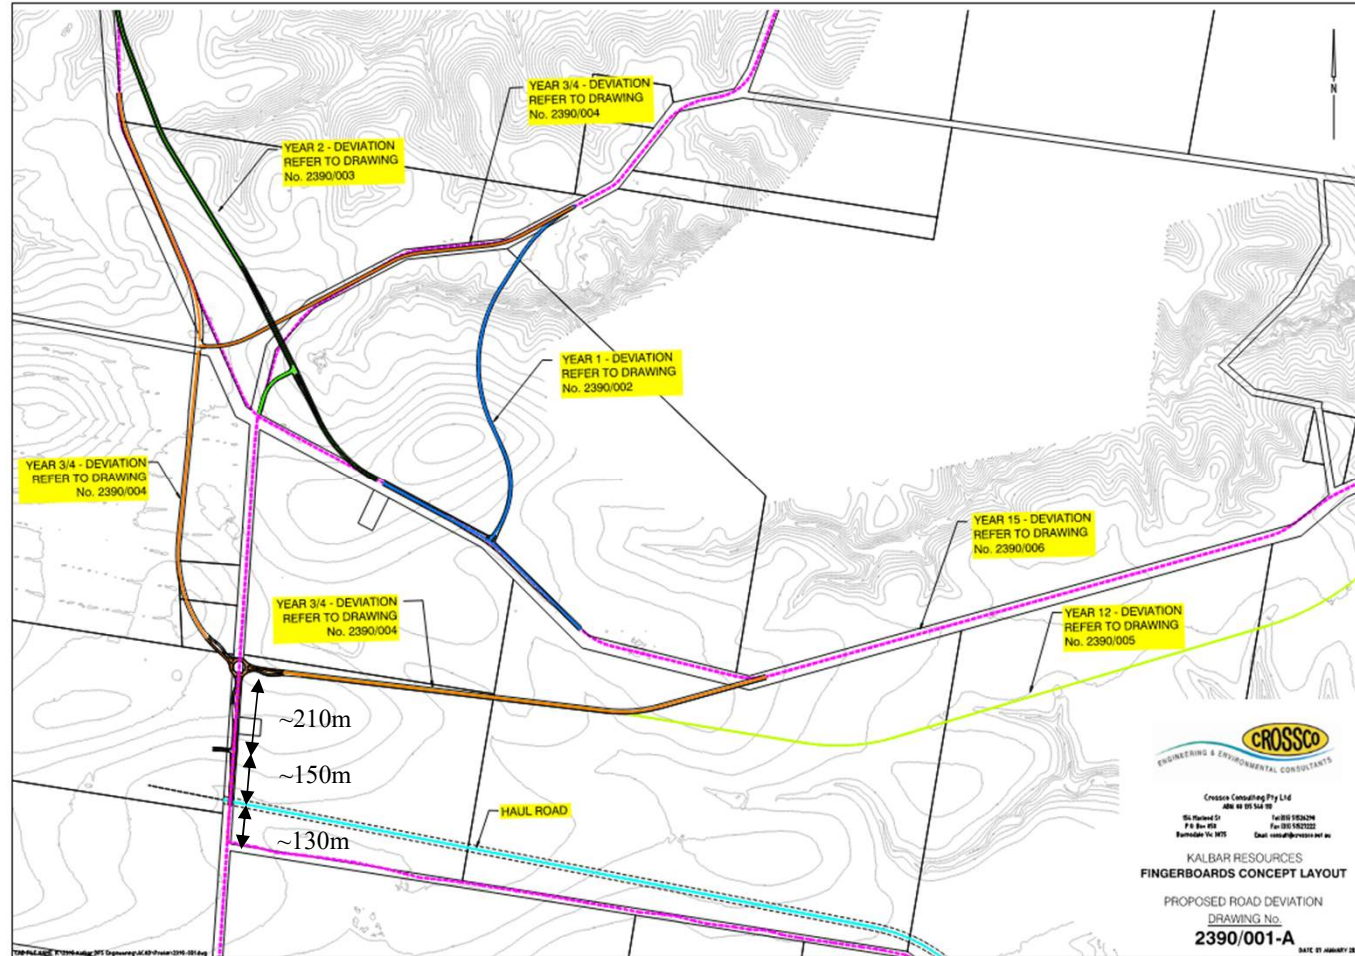 YEAR 3/4 - DEVIATION
REFER TO DRAWING
No. 2390/004
N
YEAR 2 - DEVIATION
REFER TO DRAWING
No. 2390/003
YEAR 1 - DEVIATION
REFER TO DRAWING
No. 2390/002
YEAR 3/4 - DEVIATION
REFER TO DRAWING
No. 2390/004
YEAR 15 - DEVIATION
REFER TO DRAWING
No. 2390/006
YEAR 3/4 - DEVIATION
REFER TO DRAWING
No. 2390/004
YEAR 12 - DEVIATION
REFER TO DRAWING
No. 2390/005
~210m
~150m
~130m
HAUL ROAD
CROSSCO
ENGINEERING & ENVIRONMENTAL CONSULTANTS
Crossco Consulting Pty Ltd
KALBAR RESOURCES
FINGERBOARDS CONCEPT LAYOUT
PROPOSED ROAD DEVIATION
DRAWING No.
2390/001-A